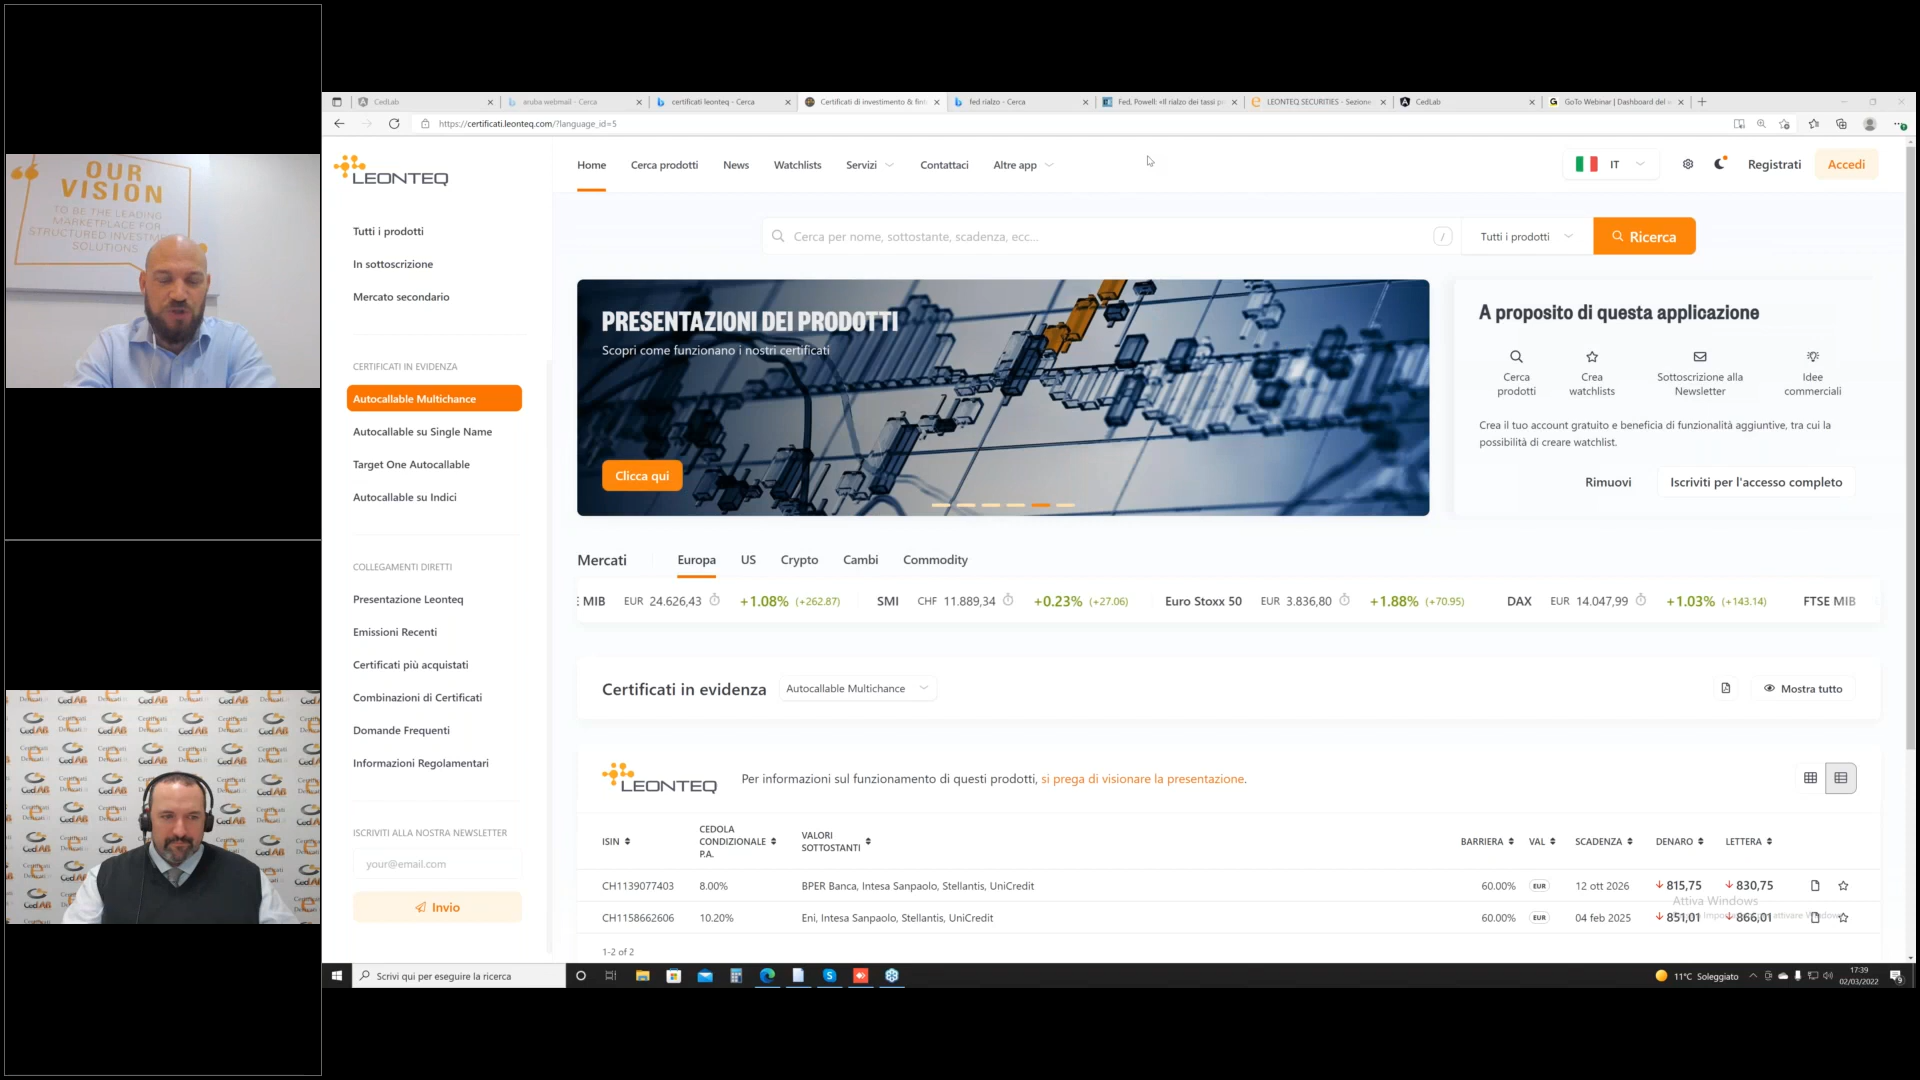 OUR
VISION
TO BE THE LEADING
MARKETPLACE FOR
STRUCTURED INVESTM
SOLUTIONS
CedLab
aruba webmail - Cerca
certificati leonteq - Cerca
Certificati di investimento & fin
fed rialzo - Cerca
Fed, Powell: «Il rialzo dei tassi pr
LEONTEQ SECURITIES - Sezione
CedLab
GoTo Webinar | Dashboard del
https://certificati.leonteq.com/?language_id=5
LEONTEQ
Home
Cerca prodotti
News
Watchlists
Servizi
Contattaci
Altre app
IT
Registrati
Accedi
Tutti i prodotti
In sottoscrizione
Mercato secondario
CERTIFICATI IN EVIDENZA
Autocallable Multichance
Autocallable su Single Name
Target One Autocallable
Autocallable su Indici
COLLEGAMENTI DIRETTI
Presentazione Leonteq
Emissioni Recenti
Certificati più acquistati
Combinazioni di Certificati
Domande Frequenti
Informazioni Regolamentari
ISCRIVITI ALLA NOSTRA NEWSLETTER
your@email.com
Invio
Cerca per nome, sottostante, scadenza, ecc...
/
Tutti i prodotti
Ricerca
PRESENTAZIONI DEI PRODOTTI
Scopri come funzionano i nostri certificati
Clicca qui
A proposito di questa applicazione
Cerca prodotti
Crea watchlists
Sottoscrizione alla Newsletter
Idee commerciali
Crea il tuo account gratuito e beneficia di funzionalità aggiuntive, tra cui la
possibilità di creare watchlist.
Rimuovi
Iscriviti per l'accesso completo
Mercati
Europa
US
Crypto
Cambi
Commodity
E MIB EUR 24.626,43 +1.08% (+262.87)
SMI CHF 11.889,34 +0.23% (+27.06)
Euro Stoxx 50 EUR 3.836,80 +1.88% (+70.95)
DAX EUR 14.047,99 +1.03% (+143.14)
FTSE MIB
Certificati in evidenza
Autocallable Multichance
Mostra tutto
LEONTEQ
Per informazioni sul funzionamento di questi prodotti, si prega di visionare la presentazione.
ISIN
CEDOLA
CONDIZIONALE
P.A.
VALORI
SOTTOSTANTI
BARRIERA
VAL
SCADENZA
DENARO
LETTERA
CH1139077403 8.00% BPER Banca, Intesa Sanpaolo, Stellantis, UniCredit 60.00% EUR 12 ott 2026 815,75 830,75
Attiva Windows
CH1158662606 10.20% Eni, Intesa Sanpaolo, Stellantis, UniCredit 60.00% EUR 04 feb 2025 851,01 866,01
1-2 of 2
Scrivi qui per eseguire la ricerca
11°C Soleggiato
17:39
02/03/2022